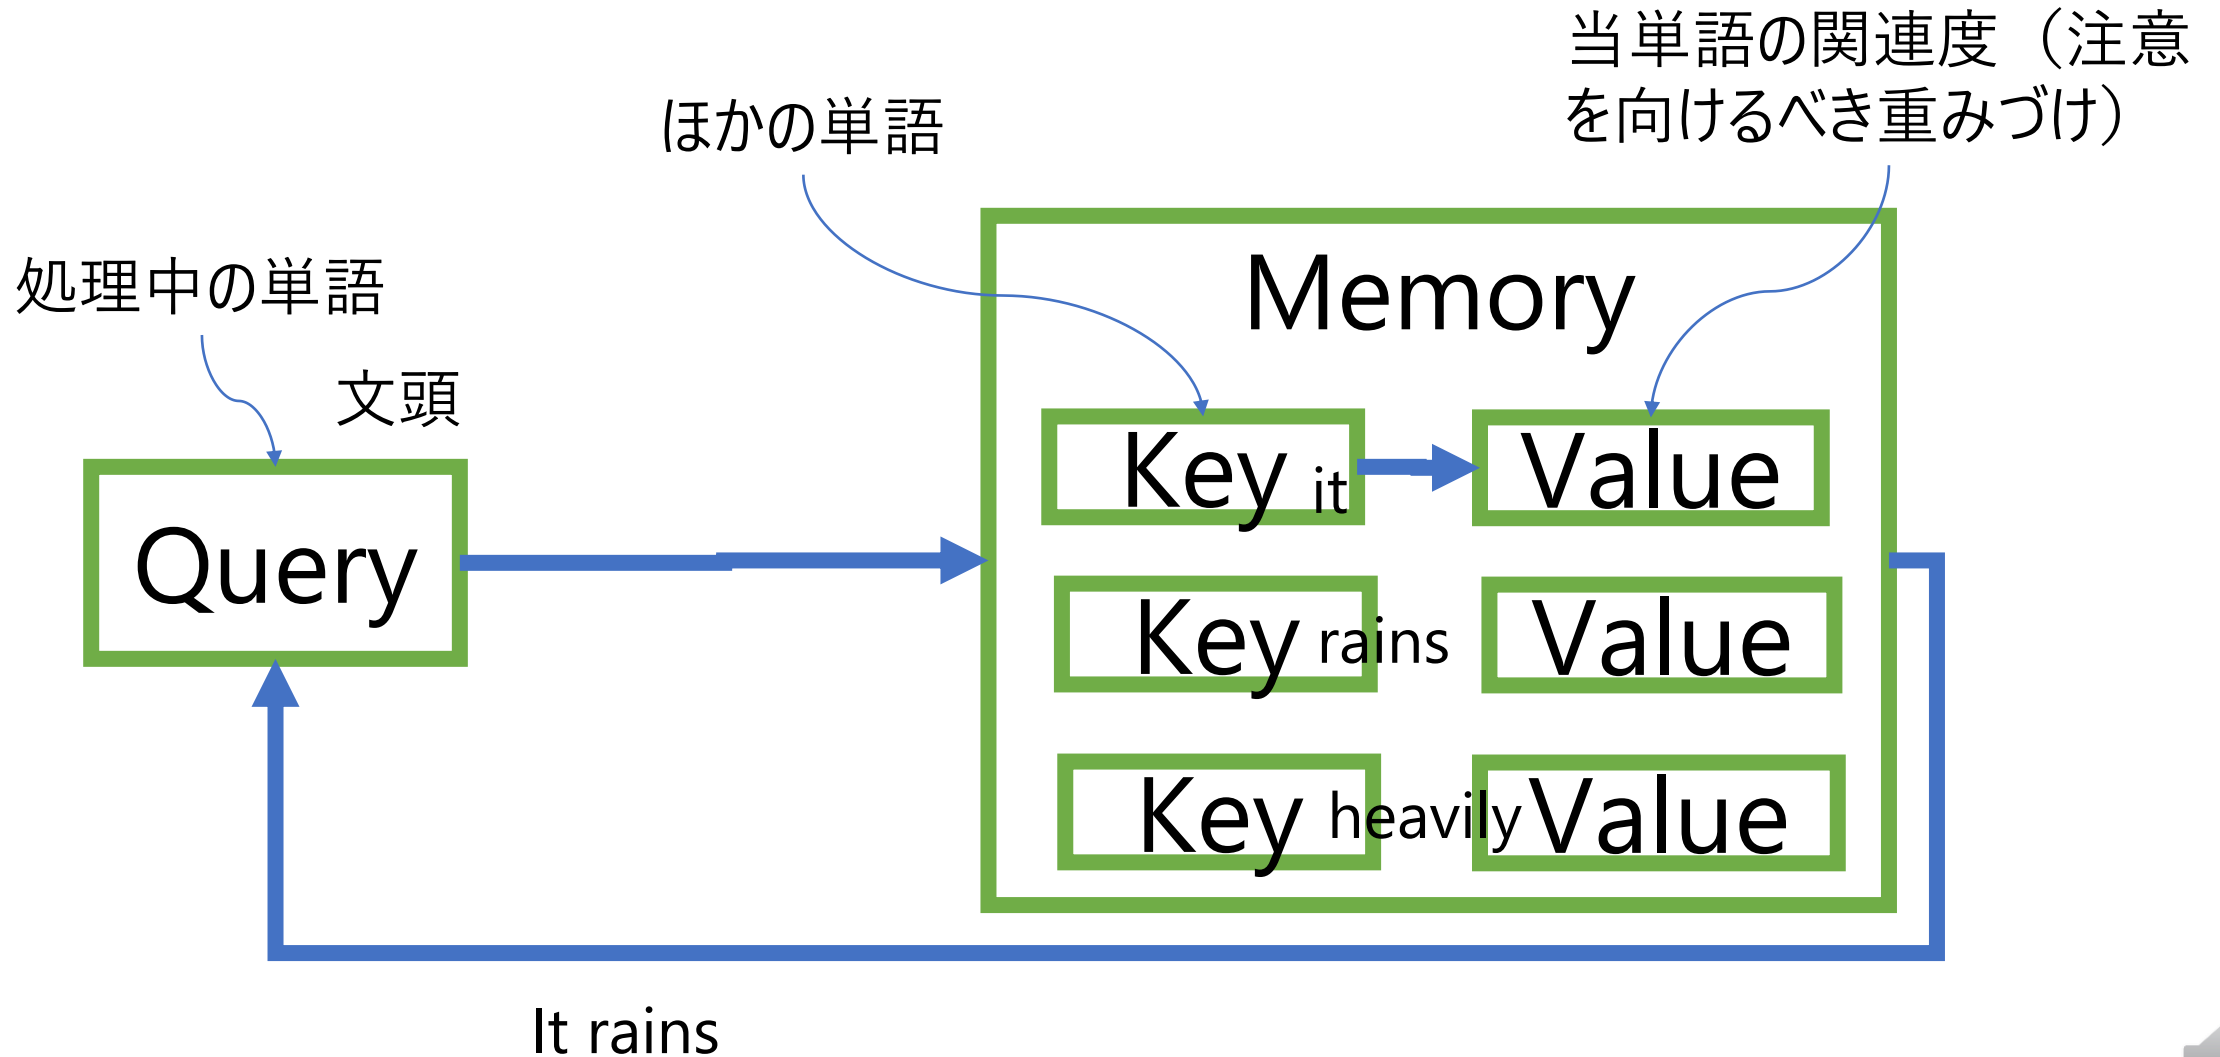 当単語の関連度（注意
を向けるべき重みづけ）
ほかの単語
処理中の単語
文頭
Memory
Query
Key it
Value
Key rains
Value
Key heavily
Value
It rains